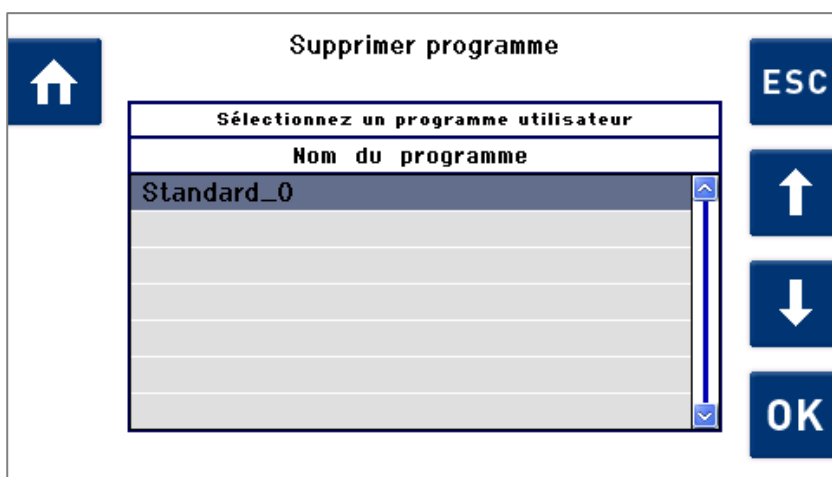 Supprimer programme
ESC
Sélectionnez un programme utilisateur
Nom du programme
Standard_0
OK